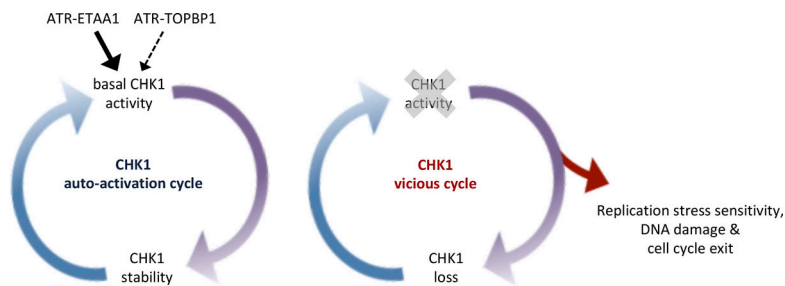 ATR-ETAA1 ATR-TOPBP1
basal CHK1
activity
CHK1
auto-activation cycle
CHK1
stability
CHK1
activity
CHK1
vicious cycle
CHK1
loss
Replication stress sensitivity,
DNA damage &
cell cycle exit